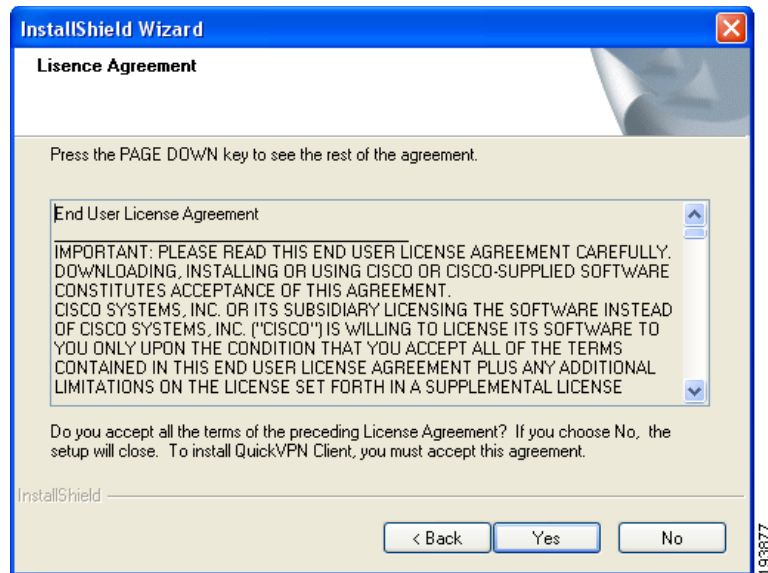 InstallShield Wizard
Lisence Agreement
Press the PAGE DOWN key to see the rest of the agreement.
End User License Agreement
IMPORTANT: PLEASE READ THIS END USER LICENSE AGREEMENT CAREFULLY.
DOWNLOADING, INSTALLING OR USING CISCO OR CISCO-SUPPLIED SOFTWARE
CONSTITUTES ACCEPTANCE OF THIS AGREEMENT.
CISCO SYSTEMS, INC. OR ITS SUBSIDIARY LICENSING THE SOFTWARE INSTEAD
OF CISCO SYSTEMS, INC. ("CISCO") IS WILLING TO LICENSE ITS SOFTWARE TO
YOU ONLY UPON THE CONDITION THAT YOU ACCEPT ALL OF THE TERMS
CONTAINED IN THIS END USER LICENSE AGREEMENT PLUS ANY ADDITIONAL
LIMITATIONS ON THE LICENSE SET FORTH IN A SUPPLEMENTAL LICENSE
Do you accept all the terms of the preceding License Agreement? If you choose No, the
setup will close. To install QuickVPN Client, you must accept this agreement.
InstallShield
< Back
Yes
No
193877